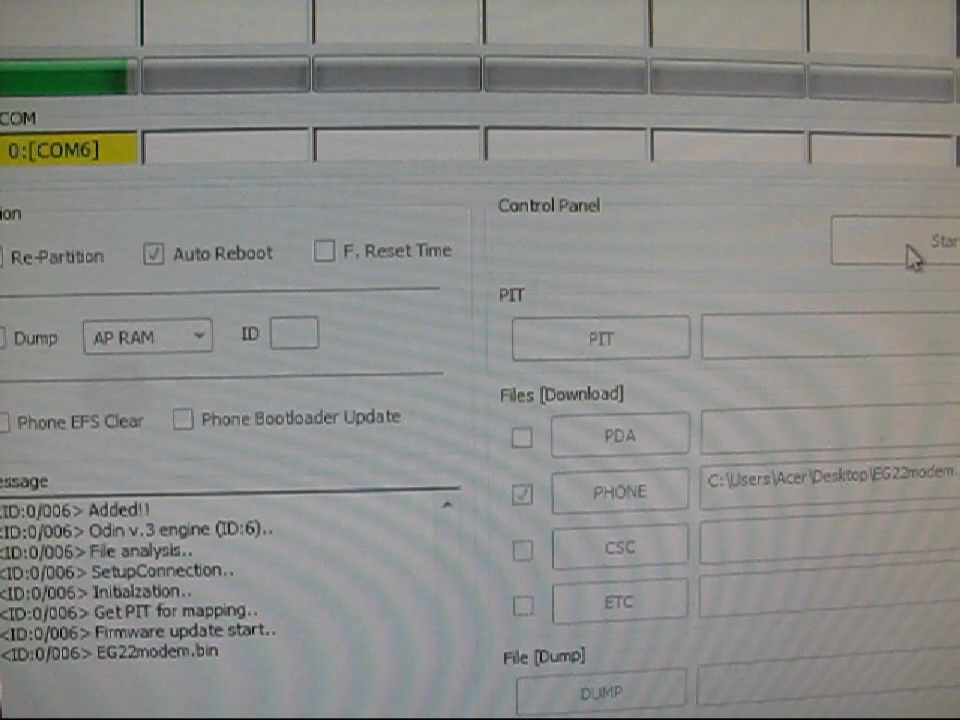 COM
0:[COM6]
ion
Control Panel
Re-Partition
Auto Reboot
F. Reset Time
Star
PIT
Dump
AP RAM
ID
PIT
Files [Download]
Phone EFS Clear
Phone Bootloader Update
PDA
essage
PHONE
C:\Users\Acer\Desktop\EG22modem.
<ID:0/006> Added!!
<ID:0/006> Odin v.3 engine (ID:6)..
<ID:0/006> File analysis..
CSC
<ID:0/006> SetupConnection..
<ID:0/006> Initialzation..
<ID:0/006> Get PIT for mapping..
ETC
<ID:0/006> Firmware update start..
<ID:0/006> EG22modem.bin
File [Dump]
DUMP